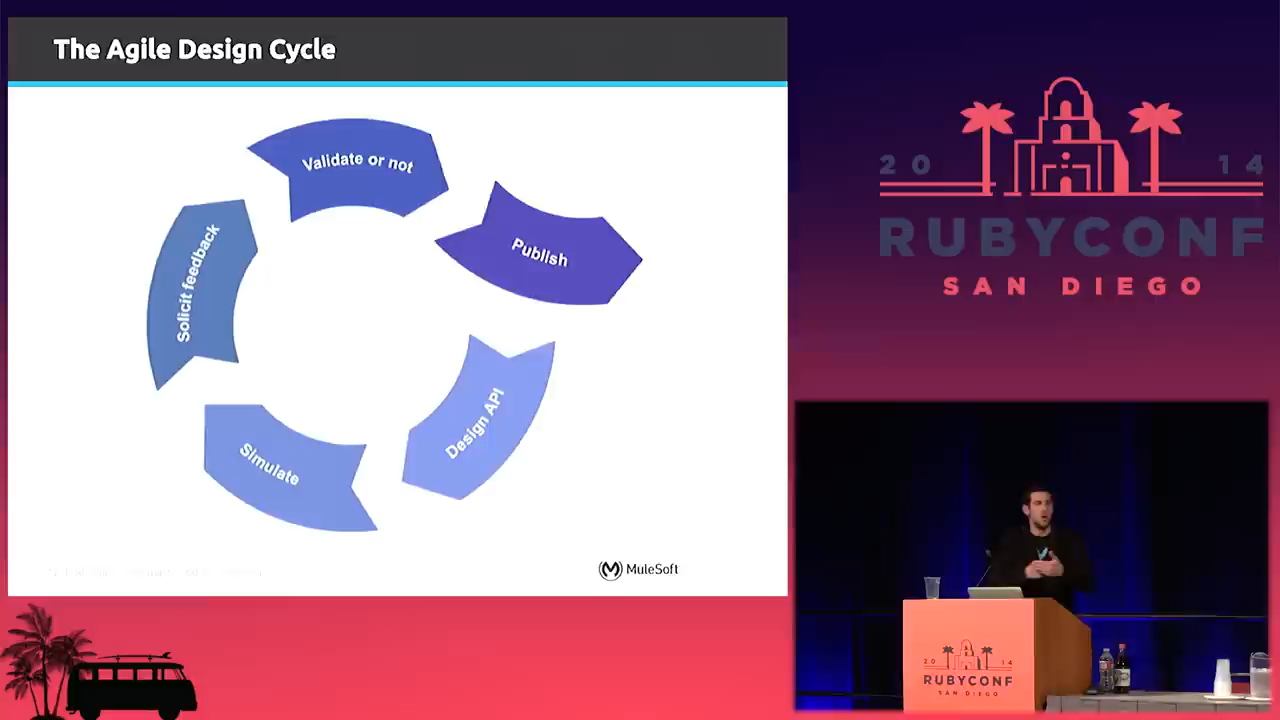 The Agile Design Cycle
Validate or not
Publish
Design API
Simulate
Solicit feedback
MuleSoft
20 14
RUBYCONF
SAN DIEGO
20 14
RUBYCONF
SAN DIEGO